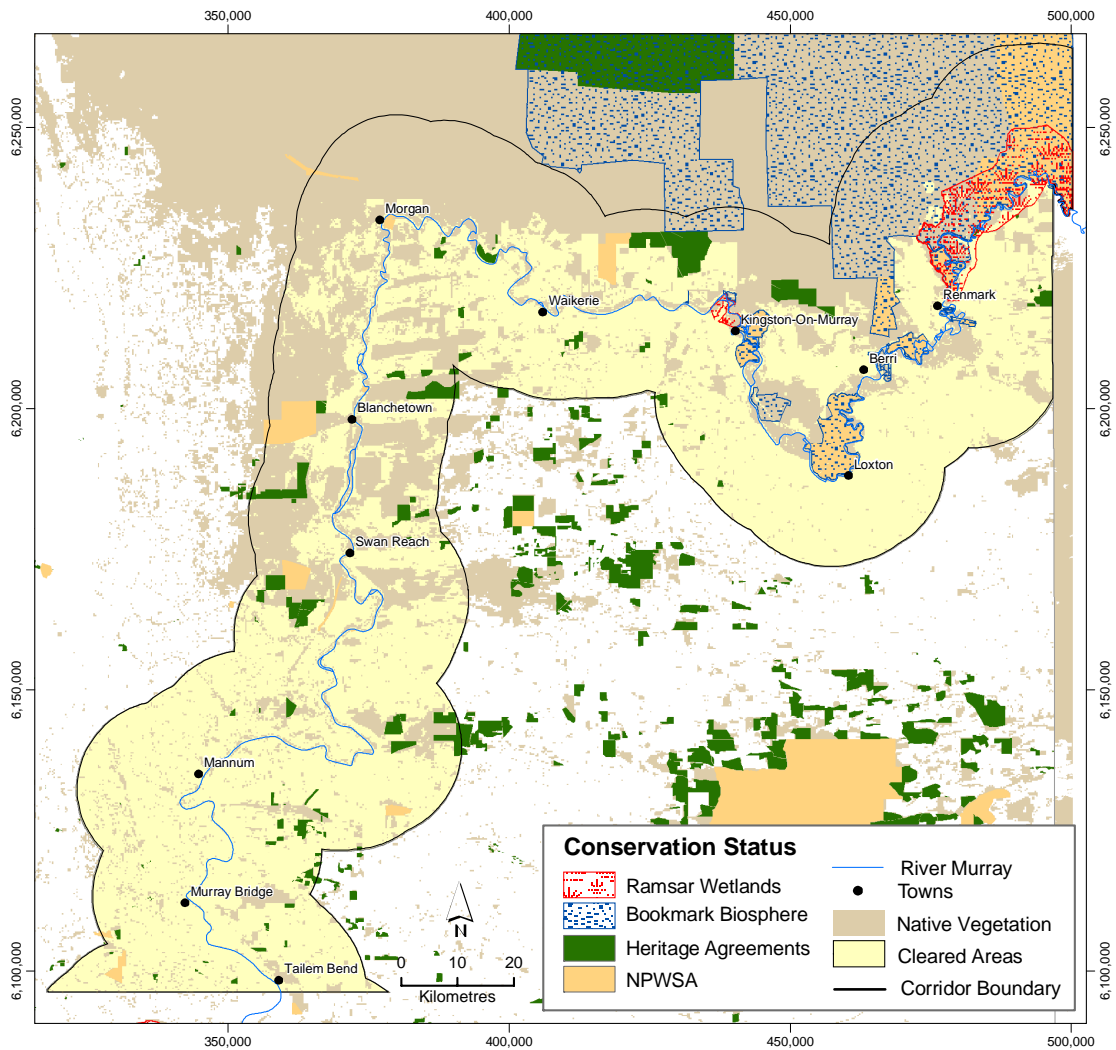 350,000
400,000
450,000
500,000
6,250,000
6,250,000
Morgan
Waikerie
Renmark
Kingston-On-Murray
Berri
6,200,000
6,200,000
Blanchetown
Loxton
Swan Reach
6,150,000
6,150,000
Mannum
Murray Bridge
Tailem Bend
6,100,000
6,100,000
N
0 10 20
Kilometres
Conservation Status
Ramsar Wetlands
Bookmark Biosphere
Heritage Agreements
NPWSA
River Murray
Towns
Native Vegetation
Cleared Areas
Corridor Boundary
350,000
400,000
450,000
500,000